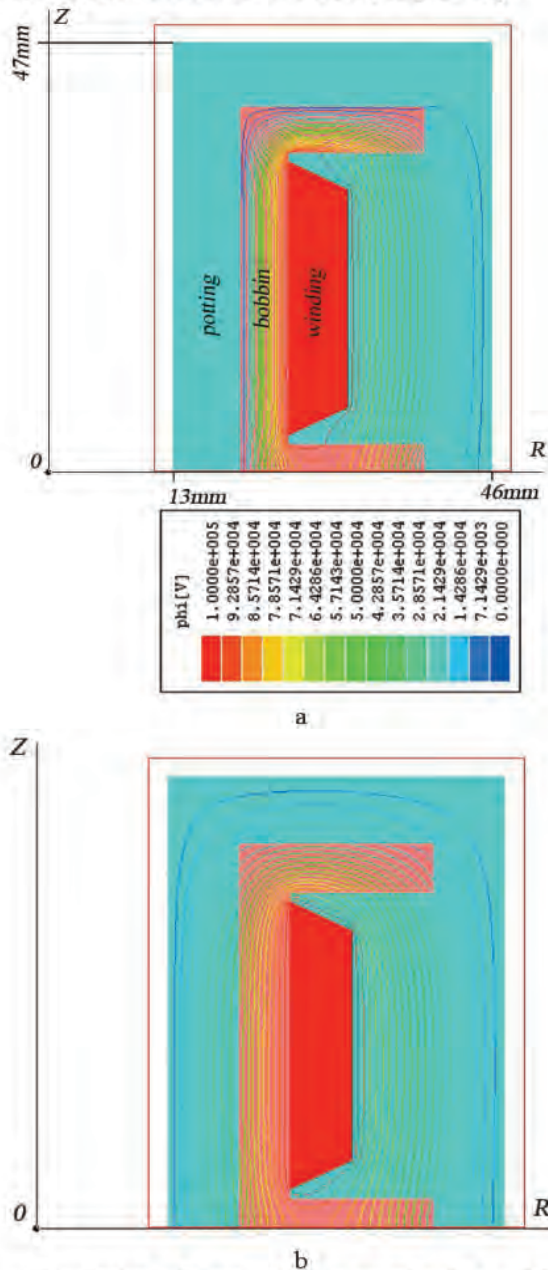 Z
47mm
potting
bobbin
winding
0
R
13mm
46mm
phi[V]
1.0000e+005
9.2857e+004
8.5714e+004
7.8571e+004
7.1429e+004
6.4286e+004
5.7143e+004
5.0000e+004
4.2857e+004
3.5714e+004
2.8571e+004
2.1429e+004
1.4286e+004
7.1429e+003
0.0000e+000
a
Z
0
R
b